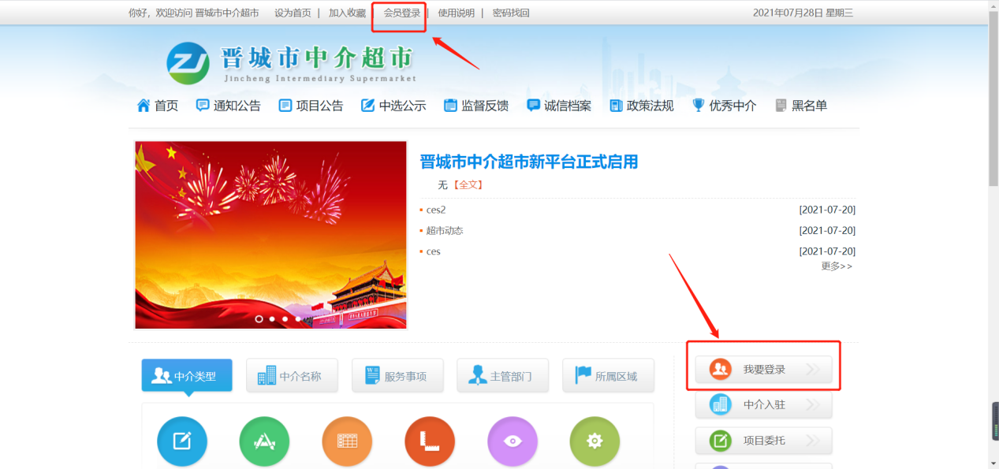 你好，欢迎访问 晋城市中介超市 设为首页 | 加入收藏 | 会员登录 | 使用说明 | 密码找回 2021年07月28日 星期三
ZJ 晋城市中介超市
Jincheng Intermediary Supermarket
首页 通知公告 项目公告 中选公示 监督反馈 诚信档案 政策法规 优秀中介 黑名单
晋城市中介超市新平台正式启用
无【全文】
ces2 [2021-07-20]
超市动态 [2021-07-20]
ces [2021-07-20]
更多>>
中介类型 中介名称 服务事项 主管部门 所属区域
我要登录
中介入驻
项目委托